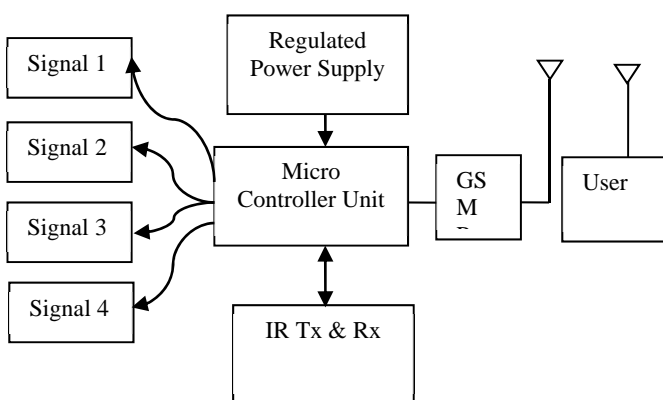 Signal 1
Regulated
Power Supply
Signal 2
Micro
Controller Unit
GS
M
User
Signal 3
Signal 4
IR Tx & Rx